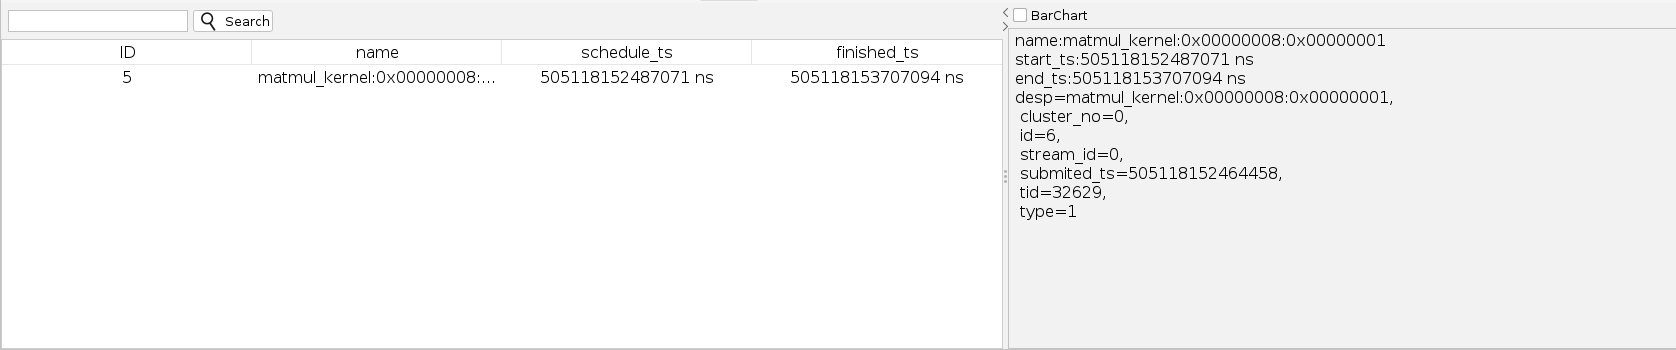 Search
ID name schedule_ts finished_ts
5 matmul_kernel:0x00000008:... 505118152487071 ns 505118153707094 ns
BarChart
name:matmul_kernel:0x00000008:0x00000001
start_ts:505118152487071 ns
end_ts:505118153707094 ns
desp=matmul_kernel:0x00000008:0x00000001,
cluster_no=0,
id=6,
stream_id=0,
submited_ts=505118152464458,
tid=32629,
type=1